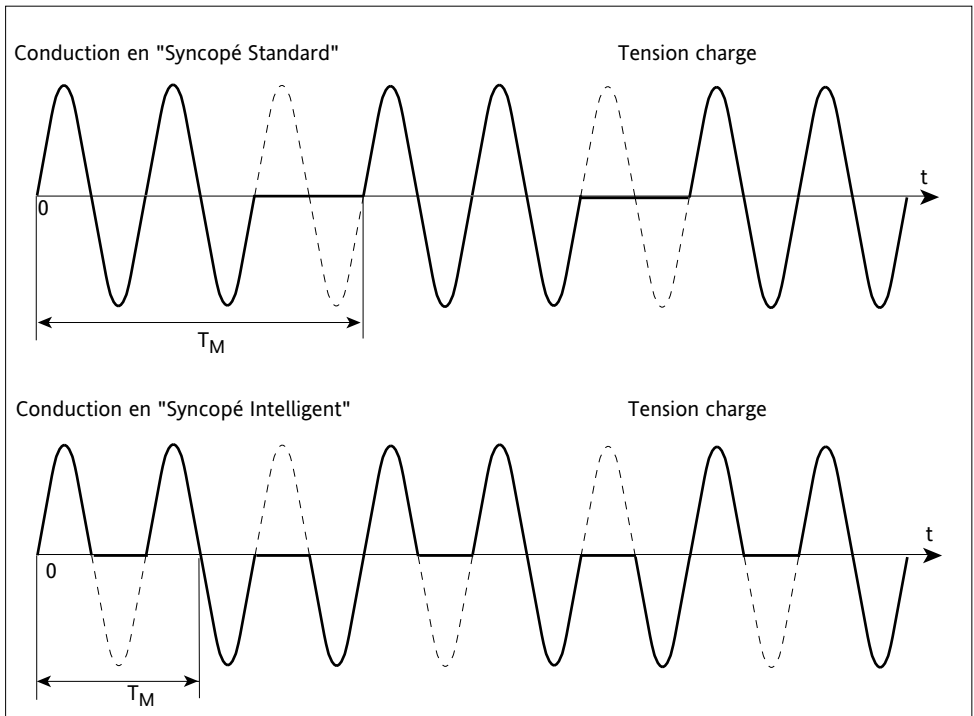 Conduction en "Syncopé Standard" Tension charge
t
0
TM
Conduction en "Syncopé Intelligent" Tension charge
t
0
TM